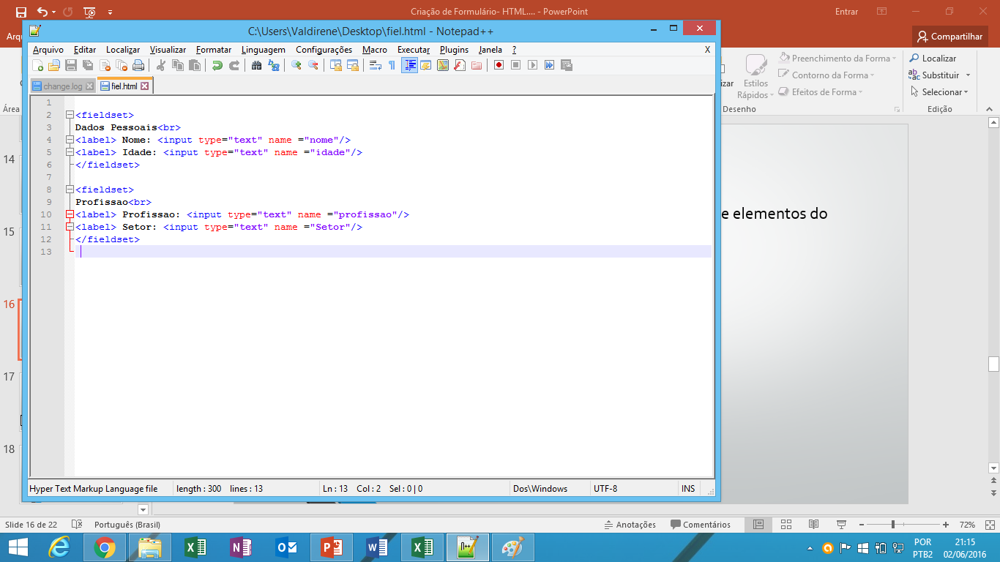 Criação de Formulário- HTML.... - PowerPoint
Entrar
Arqu
Compartilhar
C:\Users\Valdirene\Desktop\fiel.html - Notepad++
Arquivo Editar Localizar Visualizar Formatar Linguagem Configurações Macro Executar Plugins Janela ? X
change.log fiel.html
1
2 <fieldset>
3 Dados Pessoais<br>
4 <label> Nome: <input type="text" name ="nome"/>
5 <label> Idade: <input type="text" name ="idade"/>
6 </fieldset>
7
8 <fieldset>
9 Profissao<br>
10 <label> Profissao: <input type="text" name ="profissao"/>
11 <label> Setor: <input type="text" name ="Setor"/>
12 </fieldset>
13
Hyper Text Markup Language file length : 300 lines : 13 Ln : 13 Col : 2 Sel : 0 | 0 Dos\Windows UTF-8 INS
Área
14
15
16
17
18
izar
Estilos
Rápidos
Preenchimento da Forma
Contorno da Forma
Efeitos de Forma
Desenho
Localizar
Substituir
Selecionar
Edição
e elementos do
Slide 16 de 22 Português (Brasil) Anotações Comentários 72%
POR 21:15
PTB2 02/06/2016